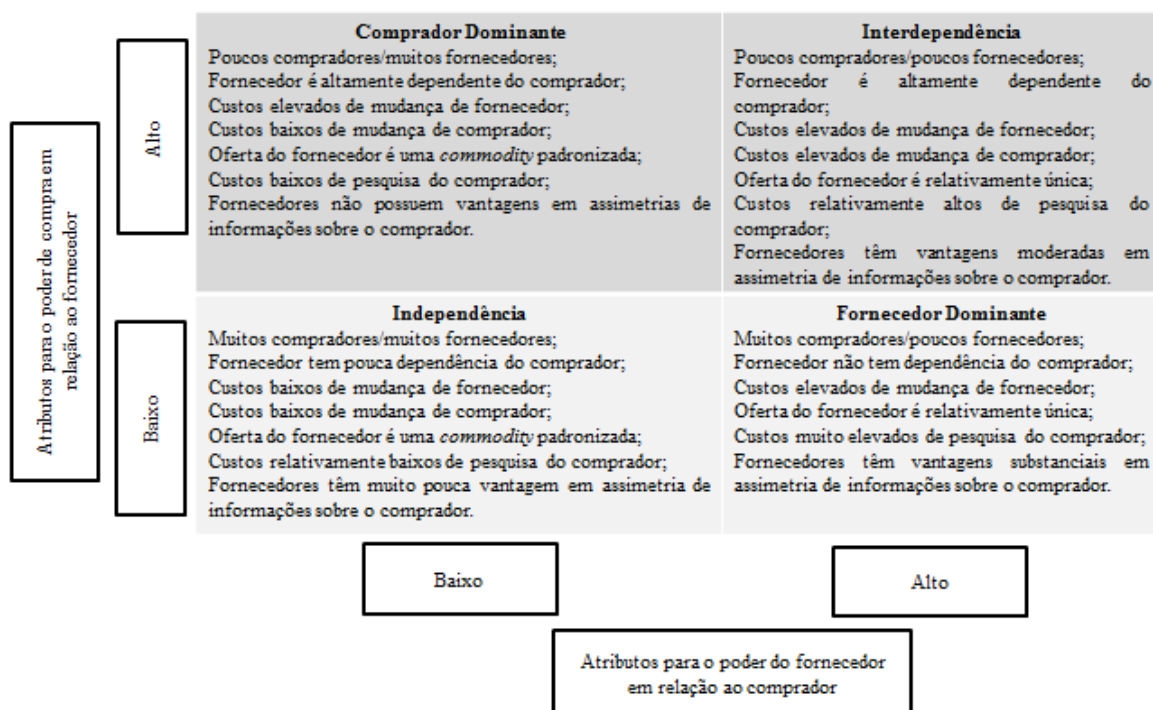 Atributos para o poder de compra em
relação ao fornecedor
Alto
Comprador Dominante
Poucos compradores/muitos fornecedores;
Fornecedor é altamente dependente do comprador;
Custos elevados de mudança de fornecedor;
Custos baixos de mudança de comprador;
Oferta do fornecedor é uma commodity padronizada;
Custos baixos de pesquisa do comprador;
Fornecedores não possuem vantagens em assimetrias de
informações sobre o comprador.
Interdependência
Poucos compradores/poucos fornecedores;
Fornecedor é altamente dependente do
comprador;
Custos elevados de mudança de fornecedor;
Custos elevados de mudança de comprador;
Oferta do fornecedor é relativamente única;
Custos relativamente altos de pesquisa do
comprador;
Fornecedores têm vantagens moderadas em
assimetria de informações sobre o comprador.
Baixo
Independência
Muitos compradores/muitos fornecedores;
Fornecedor tem pouca dependência do comprador;
Custos baixos de mudança de fornecedor;
Custos baixos de mudança de comprador;
Oferta do fornecedor é uma commodity padronizada;
Custos relativamente baixos de pesquisa do comprador;
Fornecedores têm muito pouca vantagem em assimetria de
informações sobre o comprador.
Fornecedor Dominante
Muitos compradores/poucos fornecedores;
Fornecedor não tem dependência do comprador;
Custos elevados de mudança de fornecedor;
Oferta do fornecedor é relativamente única;
Custos muito elevados de pesquisa do comprador;
Fornecedores têm vantagens substanciais em
assimetria de informações sobre o comprador.
Baixo
Alto
Atributos para o poder do fornecedor
em relação ao comprador